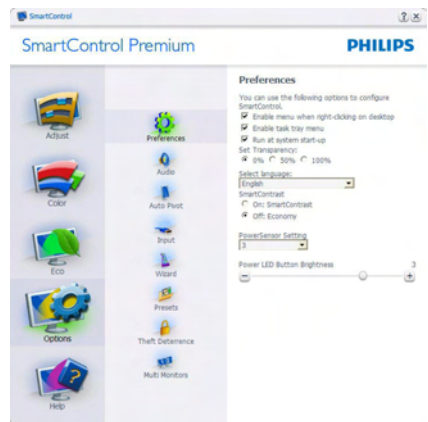 SmartControl
SmartControl Premium
PHILIPS
Adjust
Color
Eco
Options
Help
Preferences
Audio
Auto Pivot
Input
Wizard
Presets
Theft Deterrence
Multi Monitors
Preferences
You can use the following options to configure
SmartControl.
Enable menu when right-clicking on desktop
Enable task tray menu
Run at system start-up
Set Transparency:
0% 50% 100%
Select language:
English
SmartContrast
On: SmartContrast
Off: Economy
PowerSensor Setting
3
Power LED Button Brightness 3